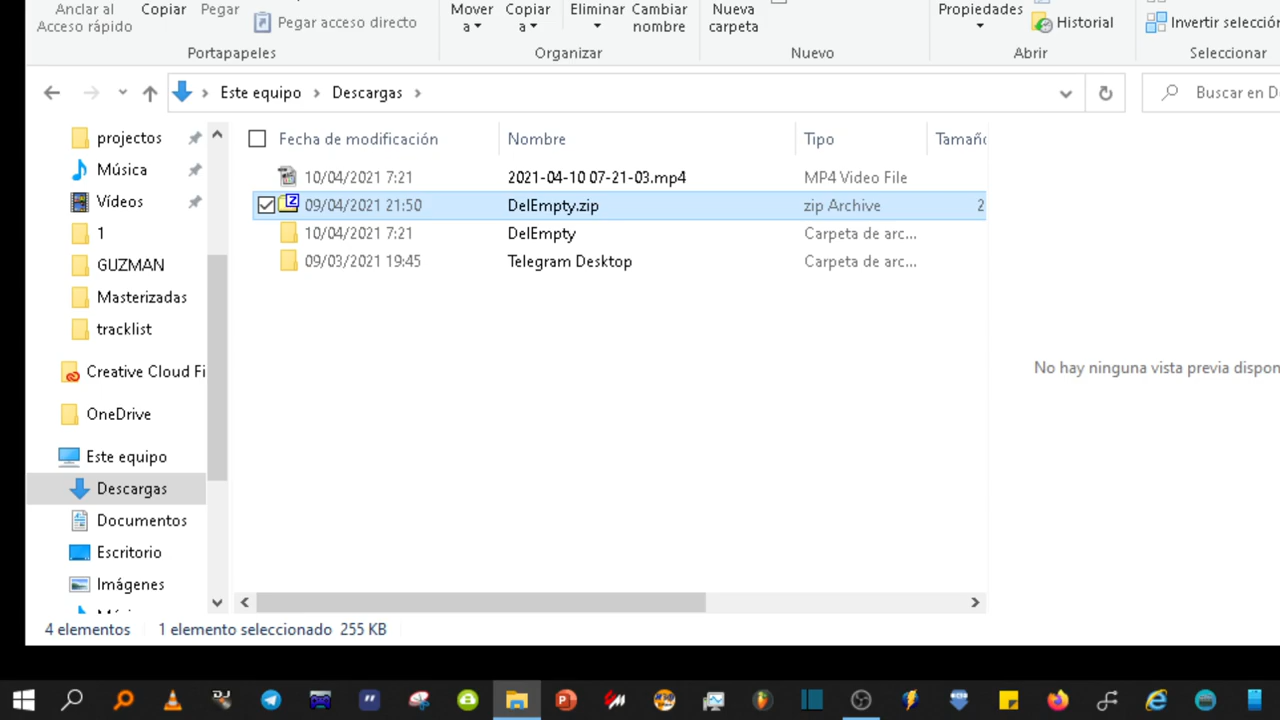 Anclar al
Acceso rápido
Copiar
Pegar
Pegar acceso directo
Portapapeles
Mover
a
Copiar
a
Eliminar
Cambiar
nombre
Organizar
Nueva
carpeta
Nuevo
Propiedades
Historial
Abrir
Invertir selecció
Seleccionar
Este equipo > Descargas >
Buscar en D
Fecha de modificación Nombre Tipo Tamañ
10/04/2021 7:21 2021-04-10 07-21-03.mp4 MP4 Video File
09/04/2021 21:50 DelEmpty.zip zip Archive 2
10/04/2021 7:21 DelEmpty Carpeta de arc...
09/03/2021 19:45 Telegram Desktop Carpeta de arc...
projectos
Música
Vídeos
1
GUZMAN
Masterizadas
tracklist
Creative Cloud Fi
OneDrive
Este equipo
Descargas
Documentos
Escritorio
Imágenes
No hay ninguna vista previa dispon
4 elementos 1 elemento seleccionado 255 KB